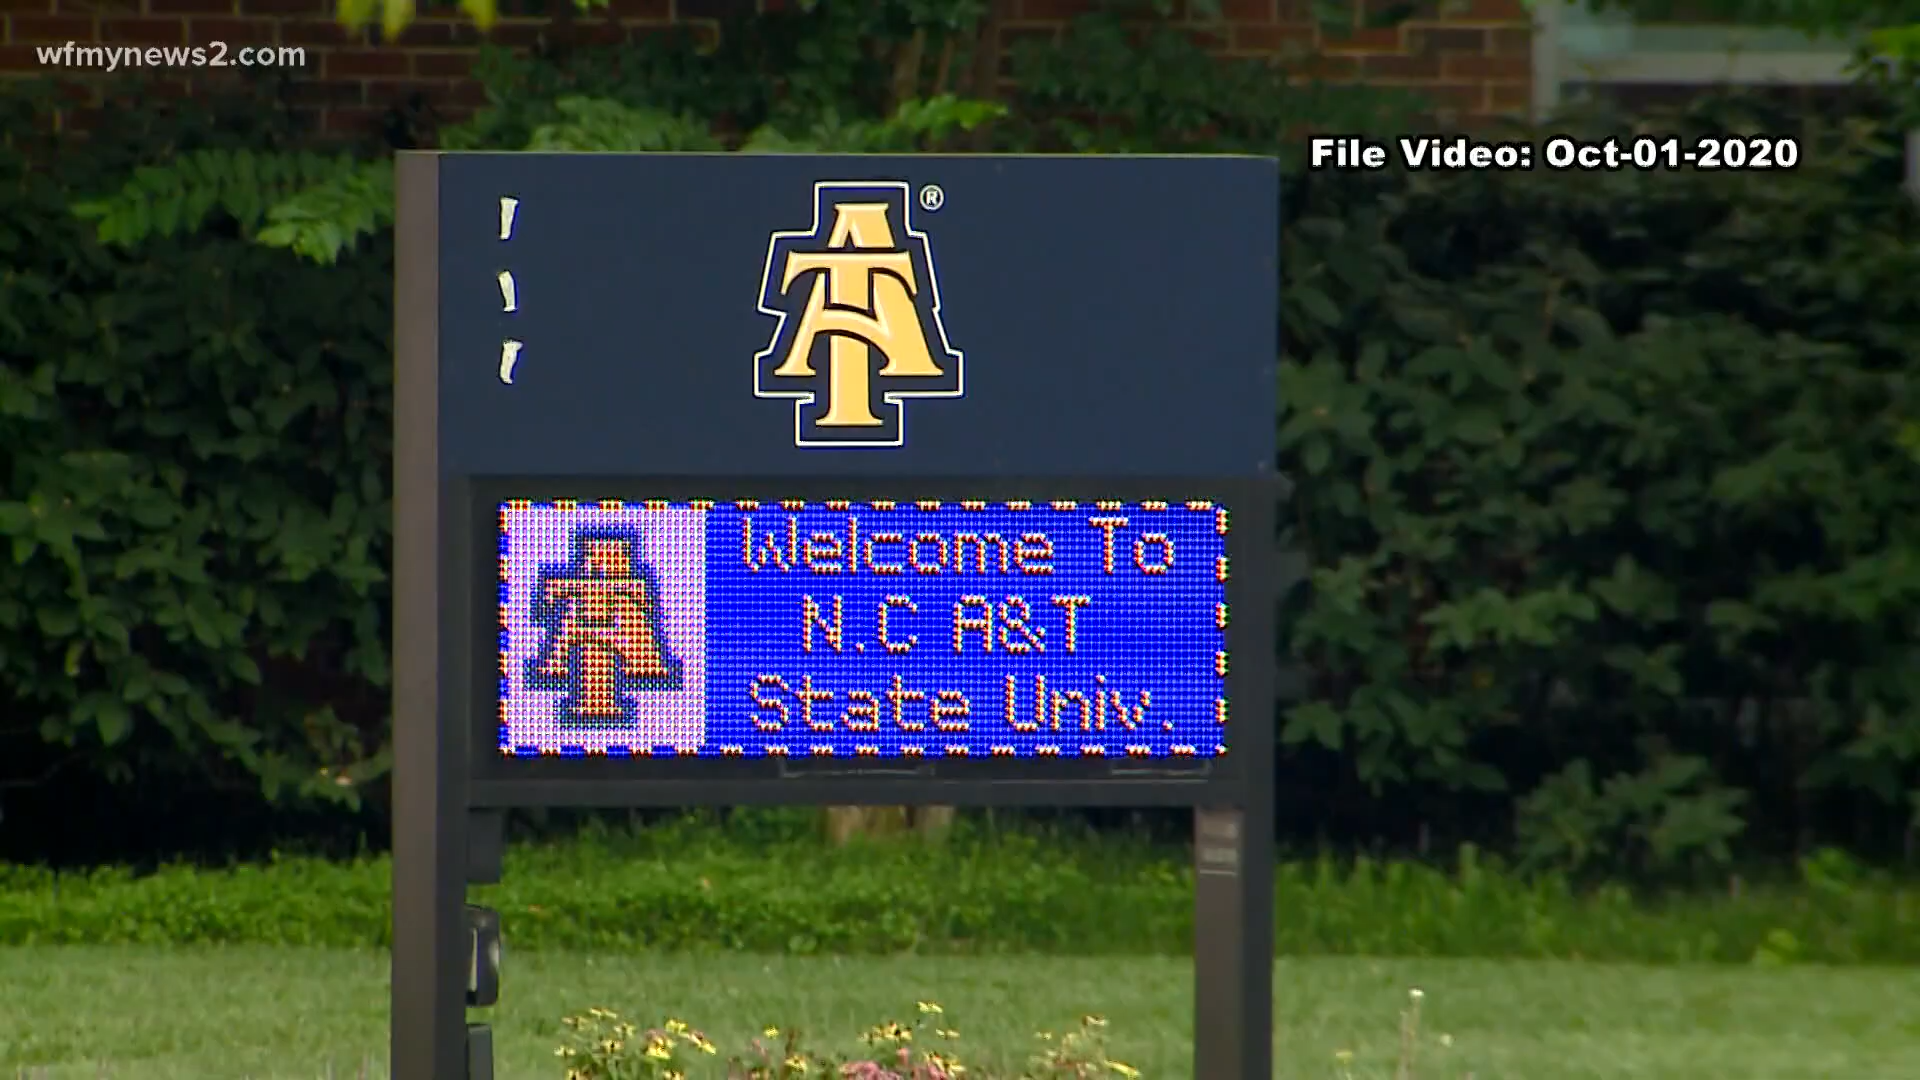 wfmynews2.com
File Video: Oct-01-2020
AT®
Welcome To
N.C A&T
State Univ.